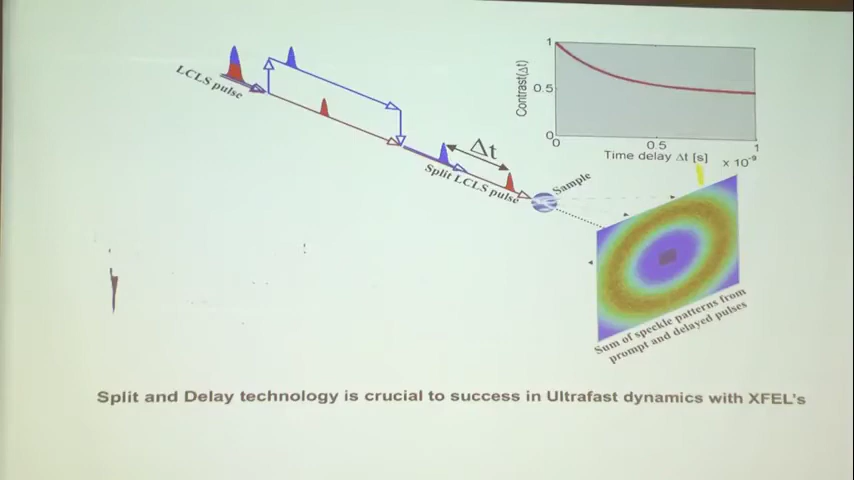 LCLS pulse
Δt
Split LCLS pulse
Sample
Contrast(Δt)
1
0.5
0
0
0.5
1
Time delay Δt [s]
x 10⁻⁹
Sum of speckle patterns from
prompt and delayed pulses
Split and Delay technology is crucial to success in Ultrafast dynamics with XFEL's